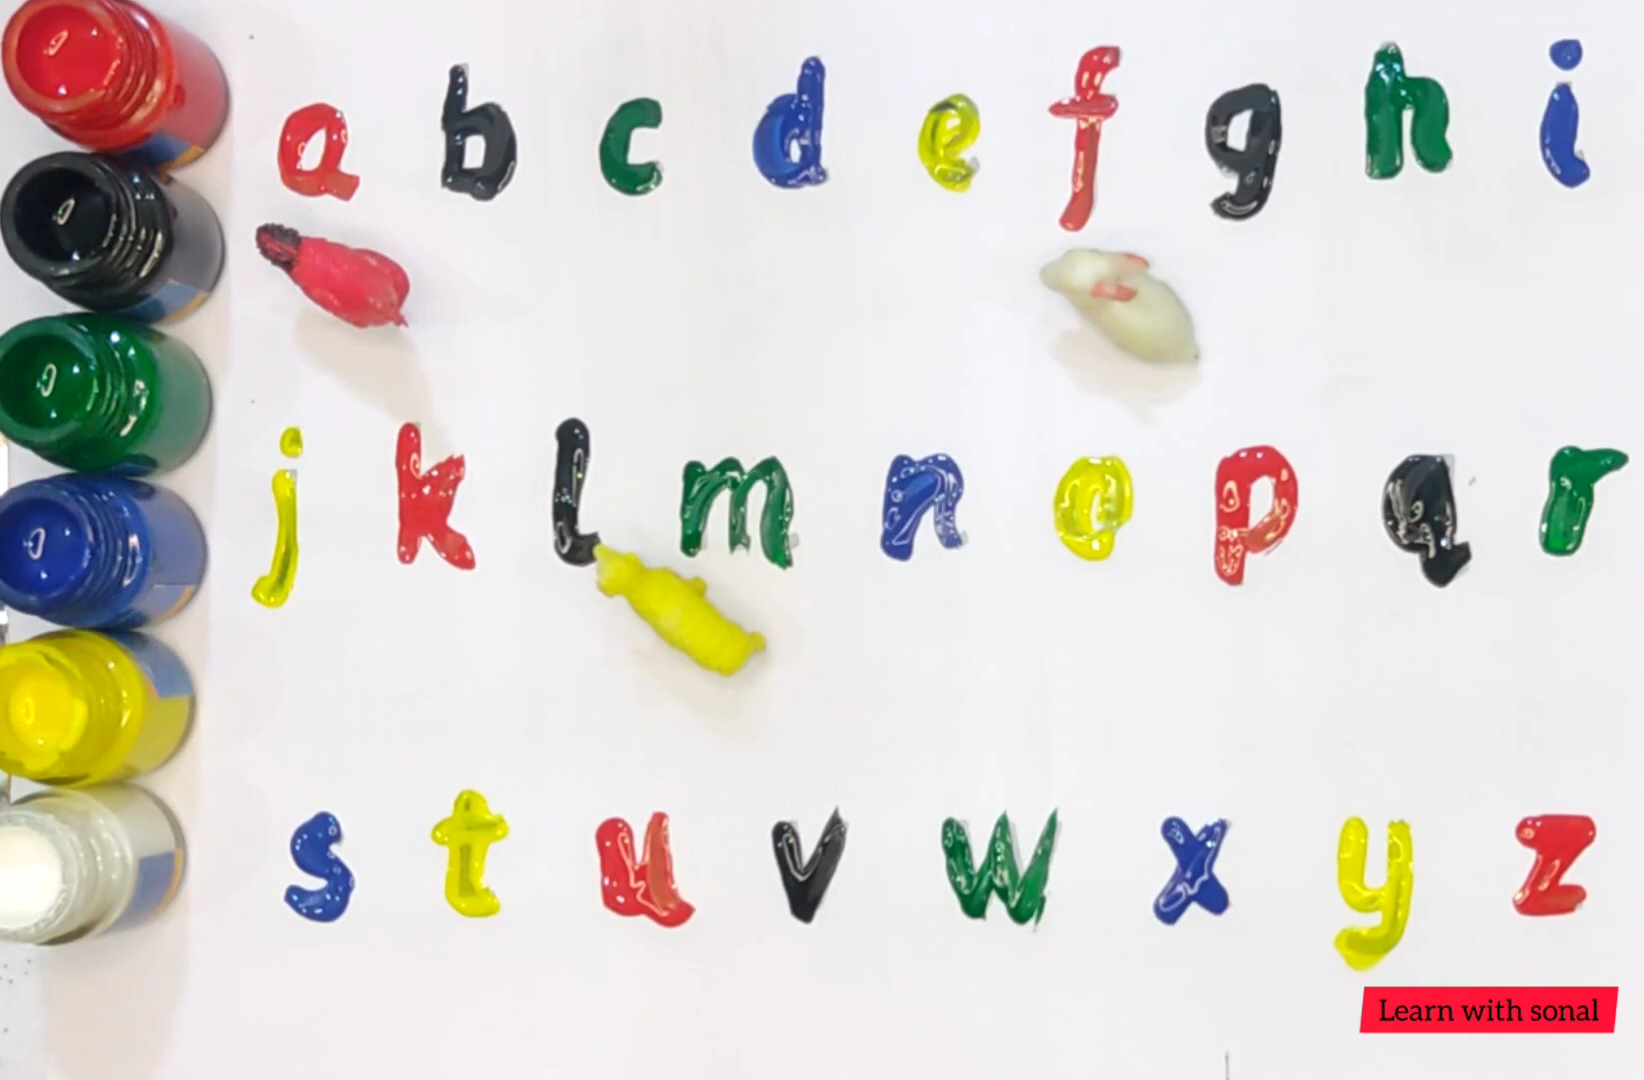 a b c d e f g h i
j k l m n o p q r
s t u v w x y z
Learn with sonal